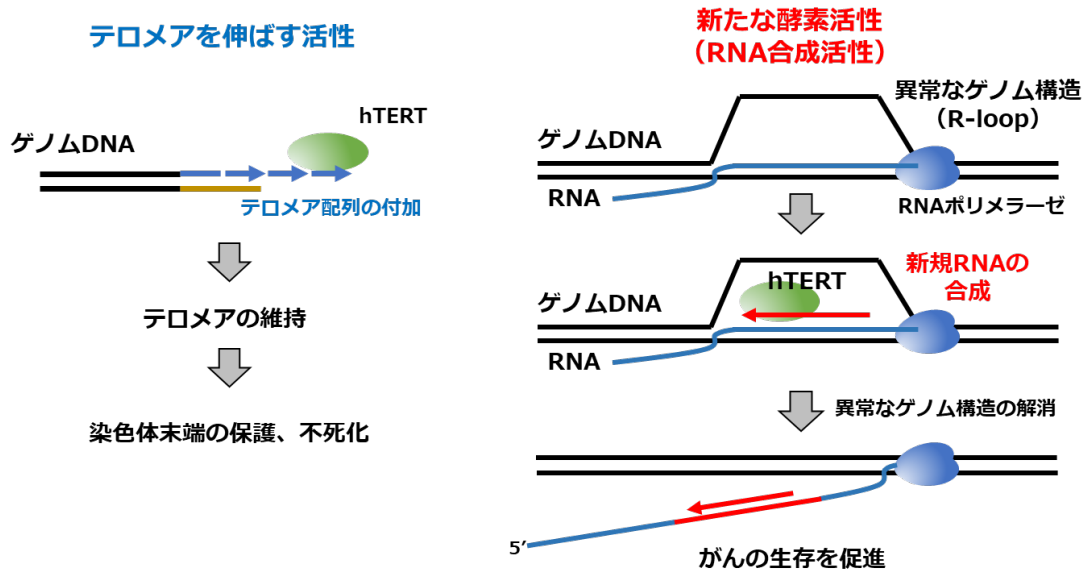 テロメアを伸ばす活性
hTERT
ゲノムDNA
テロメア配列の付加
テロメアの維持
染色体末端の保護、不死化
新たな酵素活性
（RNA合成活性）
異常なゲノム構造
（R-loop）
ゲノムDNA
RNA
RNAポリメラーゼ
hTERT
新規RNAの
合成
ゲノムDNA
RNA
異常なゲノム構造の解消
5′
がんの生存を促進